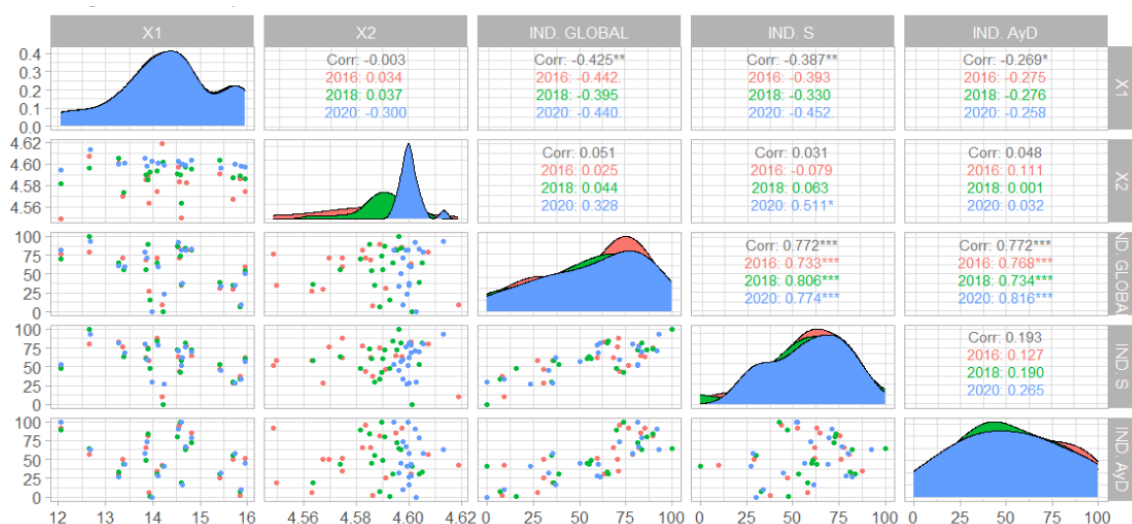 X1 X2 IND. GLOBAL IND. S IND. AyD
0.4
0.3
0.2
0.1
0.0
Corr: -0.003
2016: 0.034
2018: 0.037
2020: -0.300
Corr: -0.425**
2016: -0.442.
2018: -0.395
2020: -0.440.
Corr: -0.387**
2016: -0.393
2018: -0.330
2020: -0.452.
Corr: -0.269*
2016: -0.275
2018: -0.276
2020: -0.258
X1
4.62
4.60
4.58
4.56
Corr: 0.051
2016: 0.025
2018: 0.044
2020: 0.328
Corr: 0.031
2016: -0.079
2018: 0.063
2020: 0.511*
Corr: 0.048
2016: 0.111
2018: 0.001
2020: 0.032
X2
100
75
50
25
0
Corr: 0.772***
2016: 0.733***
2018: 0.806***
2020: 0.774***
Corr: 0.772***
2016: 0.768***
2018: 0.734***
2020: 0.816***
ND. GLOBA
100
75
50
25
0
Corr: 0.193
2016: 0.127
2018: 0.190
2020: 0.265
IND. S
100
75
50
25
0
IND. AyD
12 13 14 15 16
4.56 4.58 4.60 4.62
0 25 50 75 100
0 25 50 75 100
0 25 50 75 100